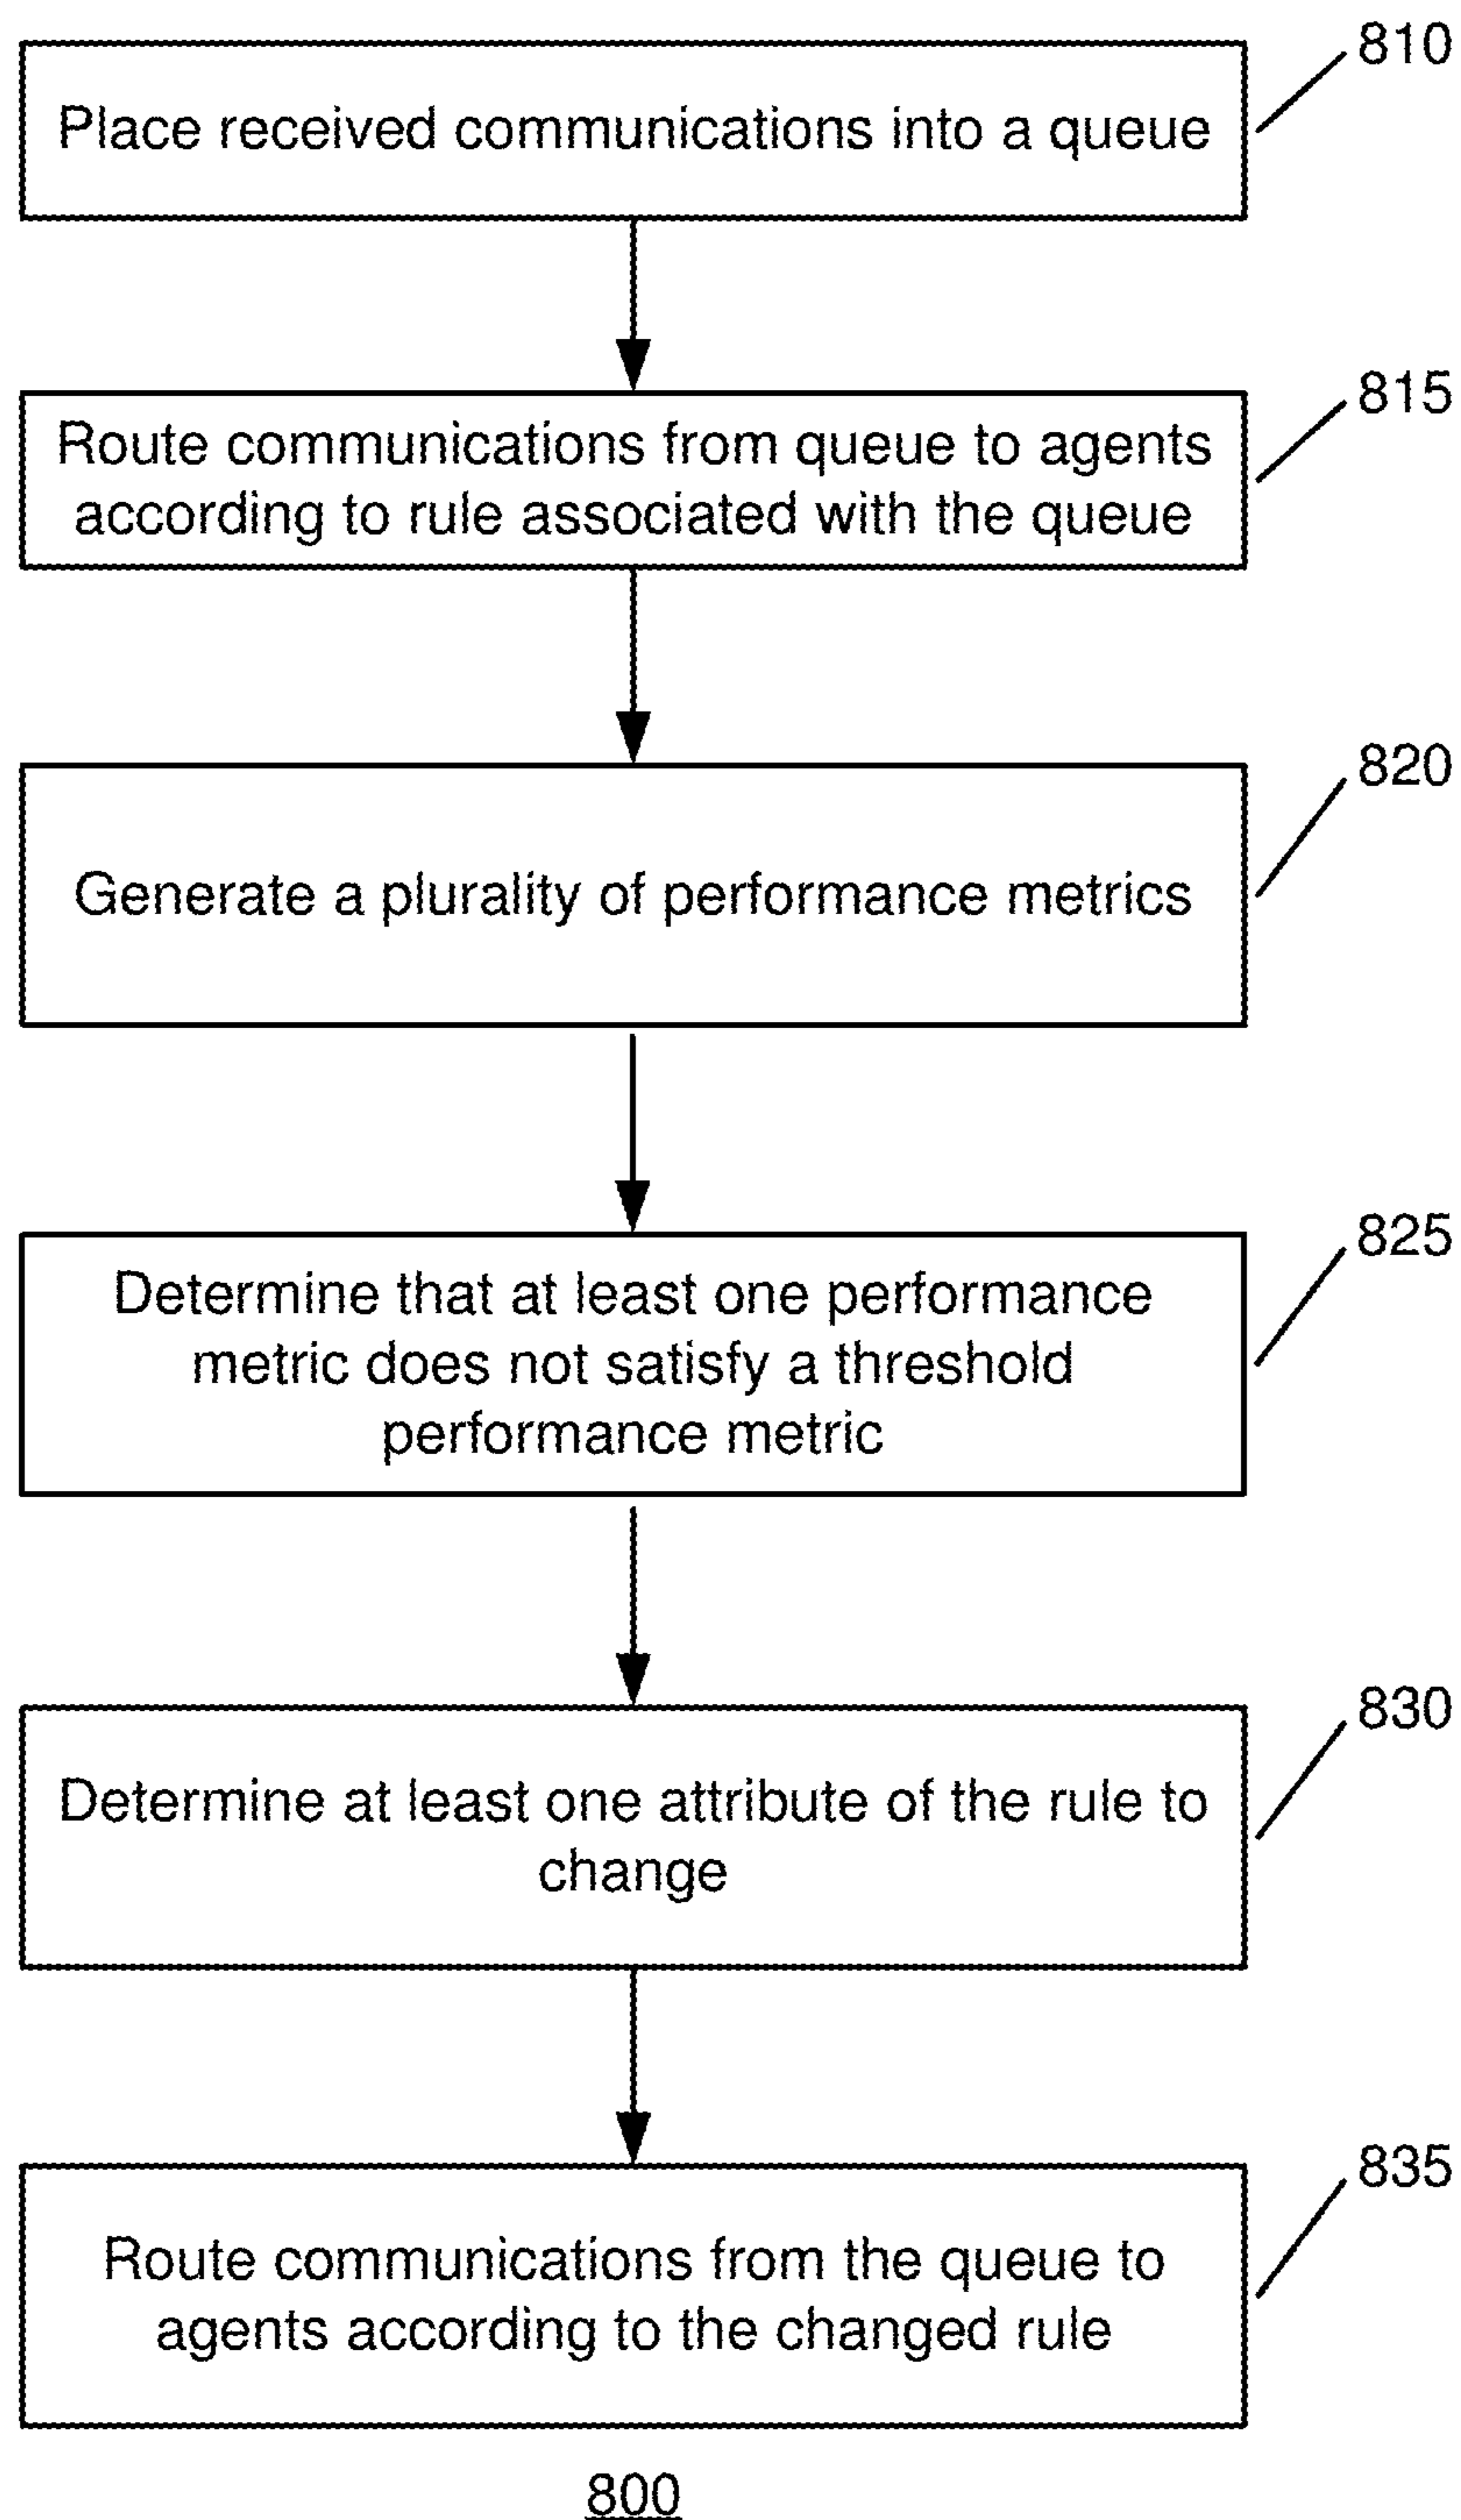 810
Place received communications into a queue
815
Route communications from queue to agents
according to rule associated with the queue
820
Generate a plurality of performance metrics
825
Determine that at least one performance
metric does not satisfy a threshold
performance metric
830
Determine at least one attribute of the rule to
change
835
Route communications from the queue to
agents according to the changed rule
800